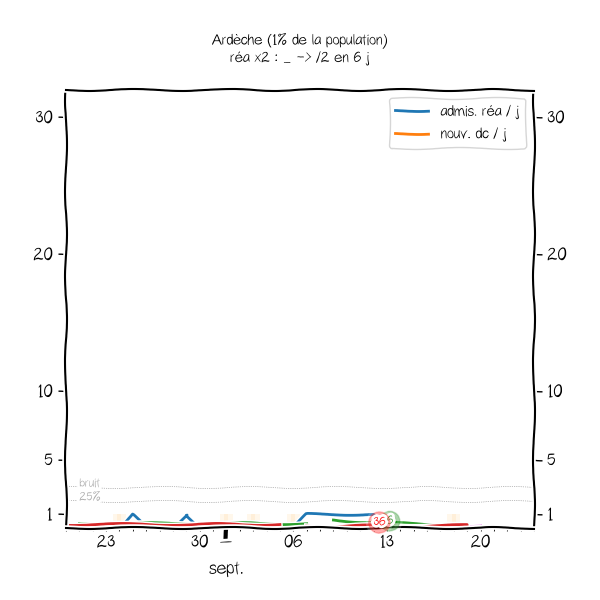 Ardèche (1% de la population)
réa x2 : _ -> /2 en 6 j
admis. réa / j
nouv. dc / j
30
30
20
20
10
10
5
5
bruit
25%
1
1
36
23
30
06
13
20
sept.